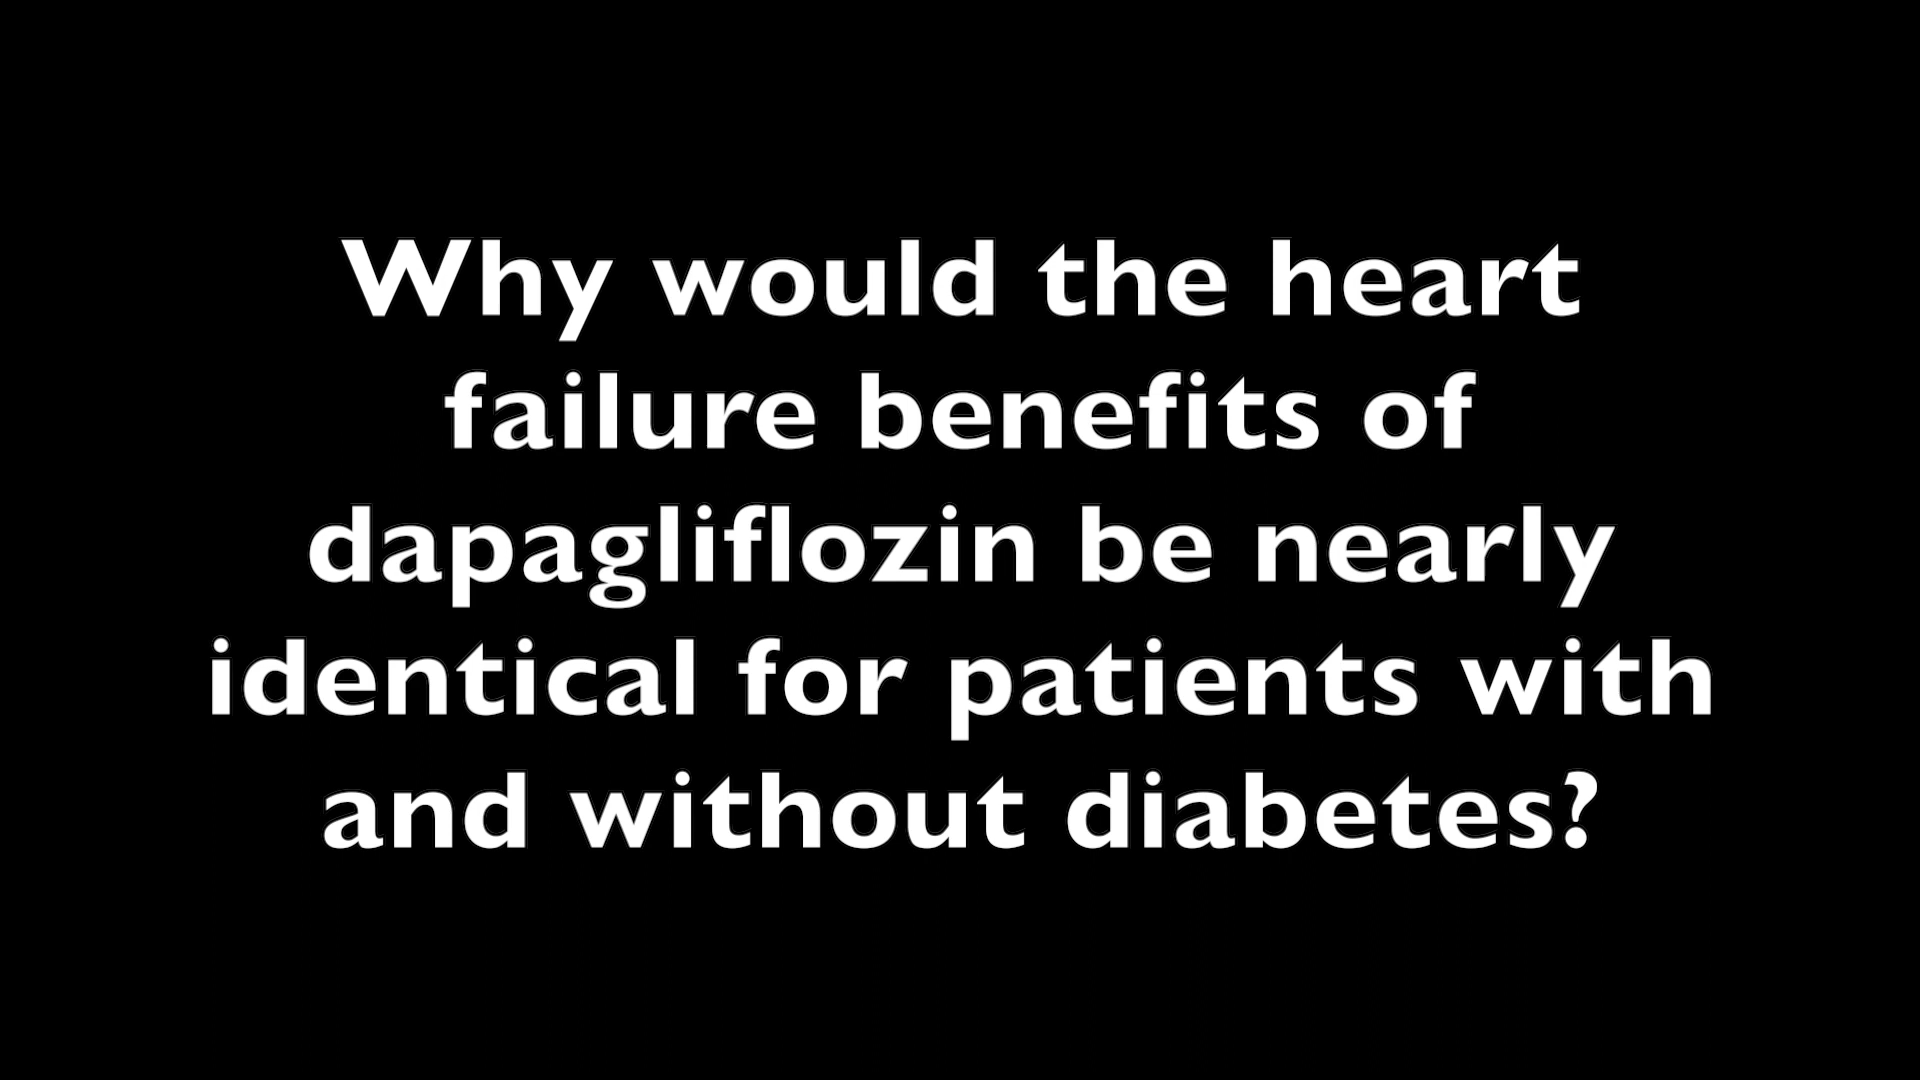 Why would the heart
failure benefits of
dapagliflozin be nearly
identical for patients with
and without diabetes?